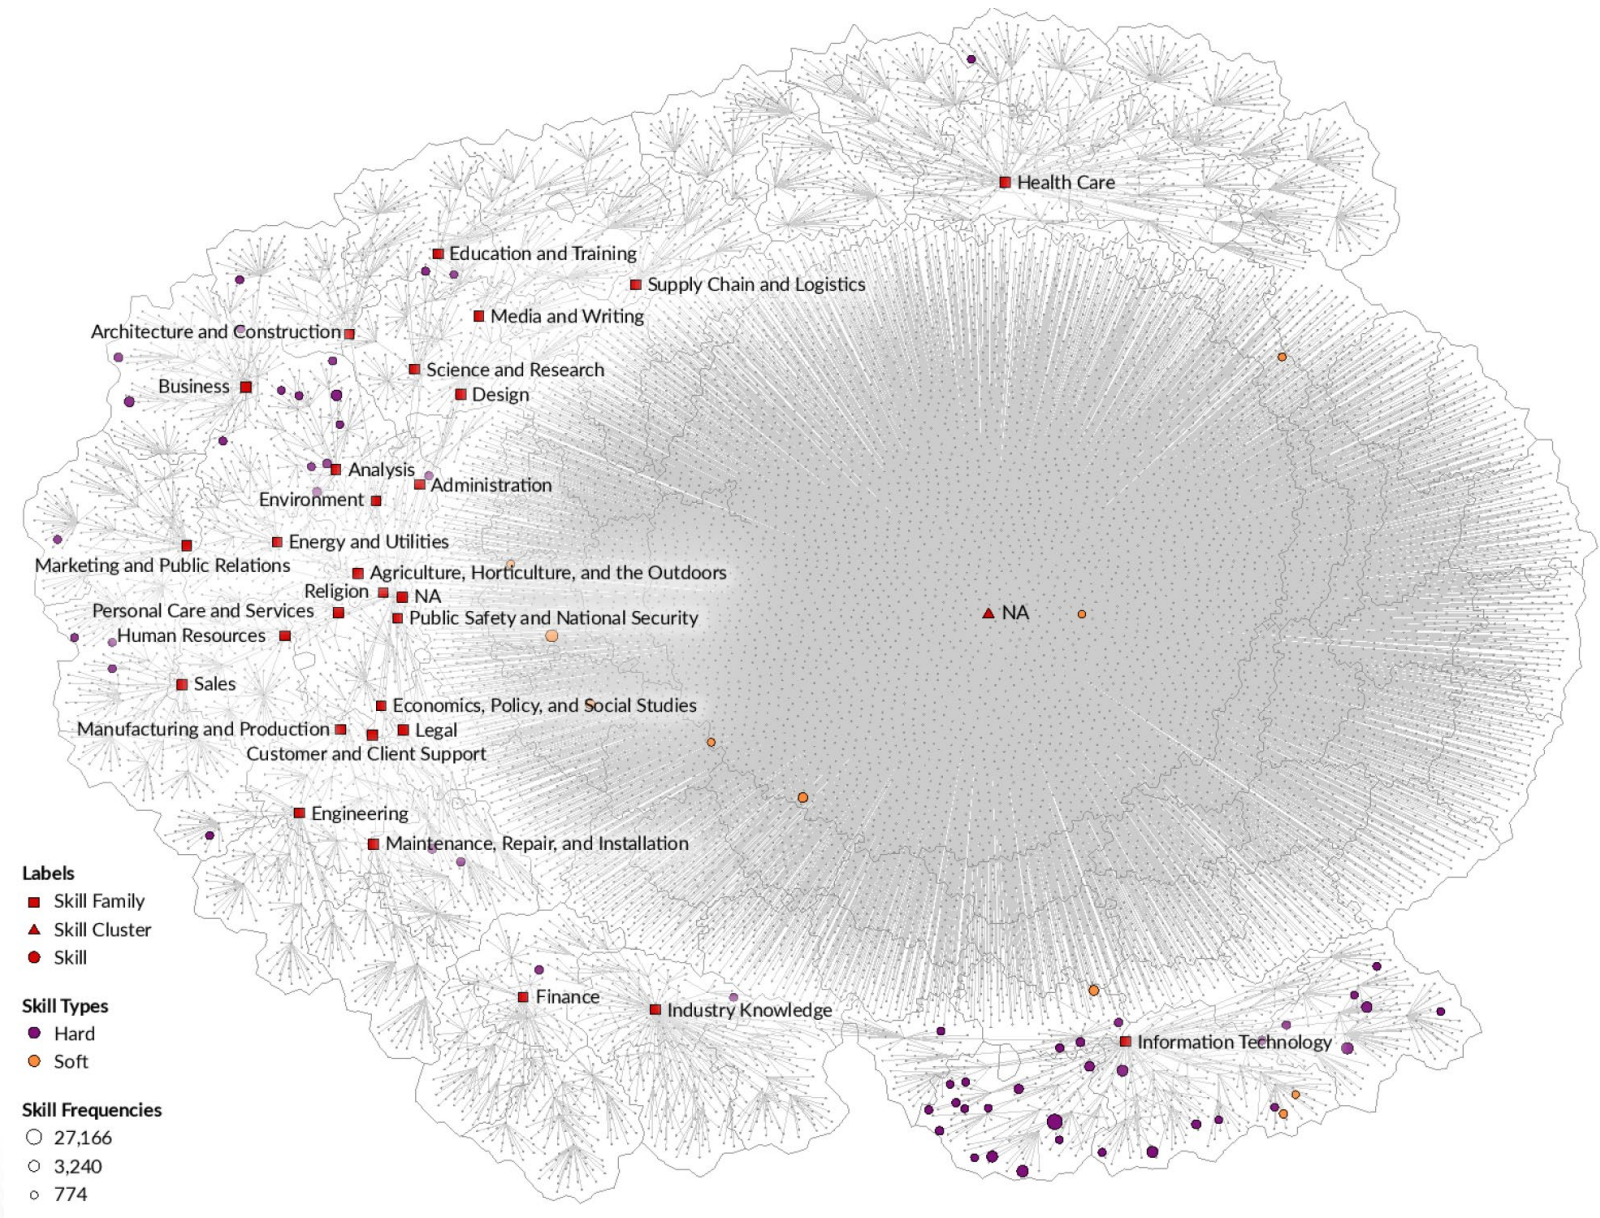 Health Care
Education and Training
Supply Chain and Logistics
Media and Writing
Architecture and Construction
Science and Research
Business
Design
Analysis
Administration
Environment
Energy and Utilities
Marketing and Public Relations
Agriculture, Horticulture, and the Outdoors
Religion
NA
Personal Care and Services
Public Safety and National Security
NA
Human Resources
Sales
Economics, Policy, and Social Studies
Manufacturing and Production
Legal
Customer and Client Support
Engineering
Maintenance, Repair, and Installation
Finance
Industry Knowledge
Information Technology
Labels
Skill Family
Skill Cluster
Skill
Skill Types
Hard
Soft
Skill Frequencies
27,166
3,240
774